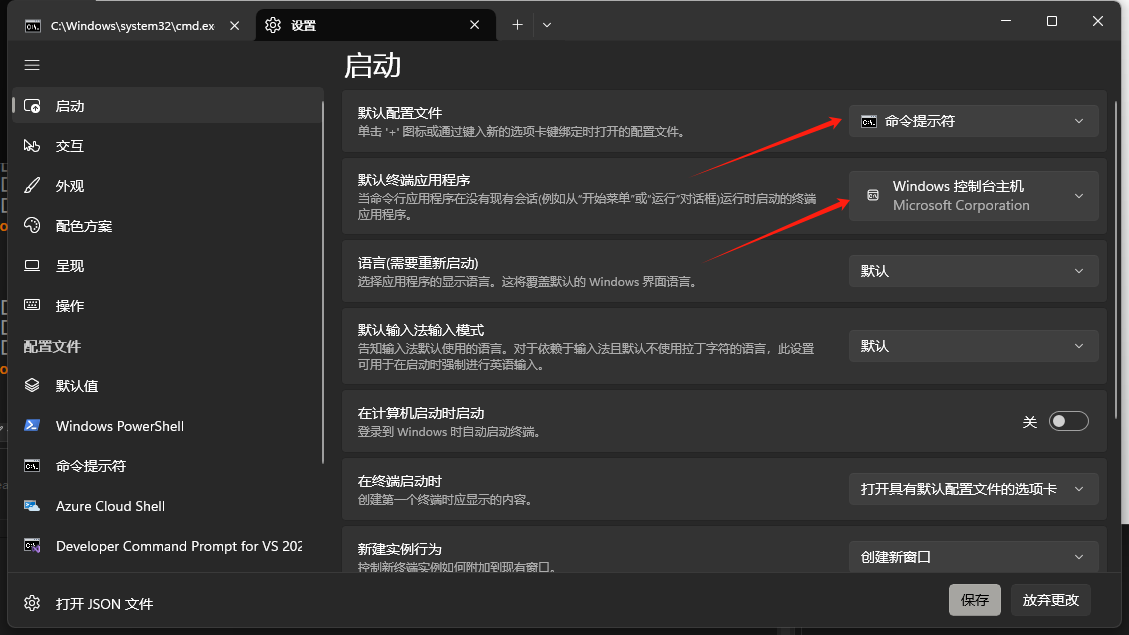 C:\Windows\system32\cmd.ex
设置
启动
启动
交互
外观
配色方案
呈现
操作
配置文件
默认值
Windows PowerShell
命令提示符
Azure Cloud Shell
Developer Command Prompt for VS 202
打开 JSON 文件
默认配置文件
单击 '+' 图标或通过键入新的选项卡键绑定时打开的配置文件。
命令提示符
默认终端应用程序
当命令行应用程序在没有现有会话(例如从"开始菜单"或"运行"对话框)运行时启动的终端
应用程序。
Windows 控制台主机
Microsoft Corporation
语言(需要重新启动)
选择应用程序的显示语言。这将覆盖默认的 Windows 界面语言。
默认
默认输入法输入模式
告知输入法默认使用的语言。对于依赖于输入法且默认不使用拉丁字符的语言，此设置
可用于在启动时强制进行英语输入。
默认
在计算机启动时启动
登录到 Windows 时自动启动终端。
关
在终端启动时
创建第一个终端时应显示的内容。
打开具有默认配置文件的选项卡
新建实例行为
控制新终端实例如何附加到现有窗口。
创建新窗口
保存
放弃更改